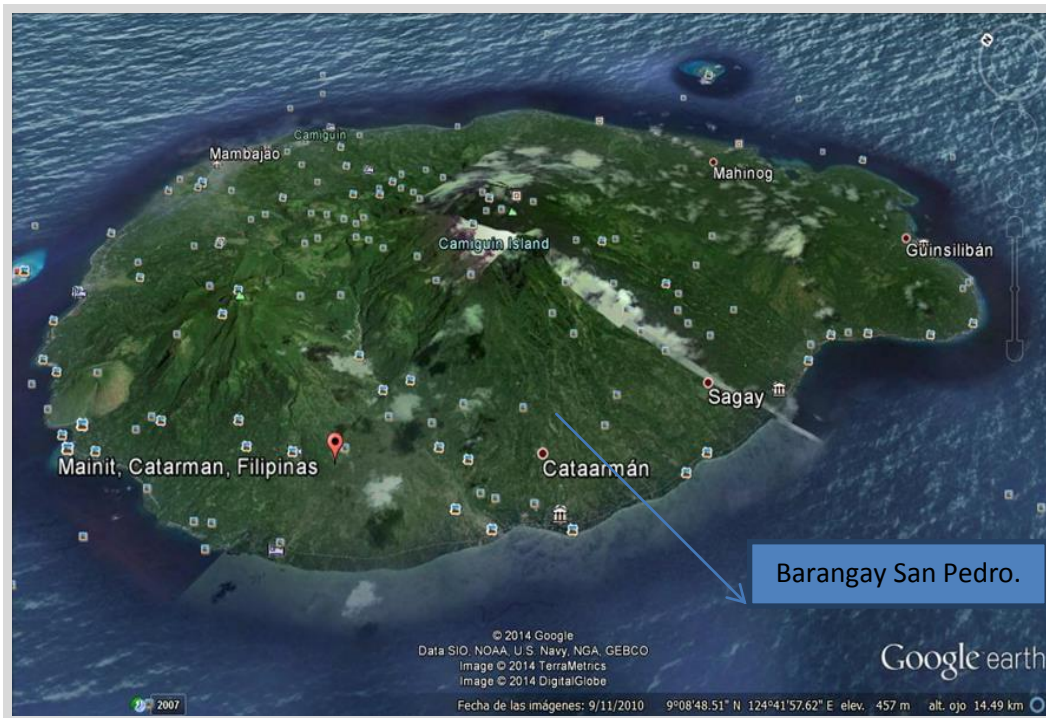 Camiguin
Mambajao
Mahinog
Camiguin Island
Guinsilibán
Sagay
Mainit, Catarman, Filipinas
Cataarmán
Barangay San Pedro.
© 2014 Google
Data SIO, NOAA, U.S. Navy, NGA, GEBCO
Image © 2014 TerraMetrics
Image © 2014 DigitalGlobe
Google earth
2007
Fecha de las imágenes: 9/11/2010 9°08'48.51" N 124°41'57.62" E elev. 457 m alt. ojo 14.49 km